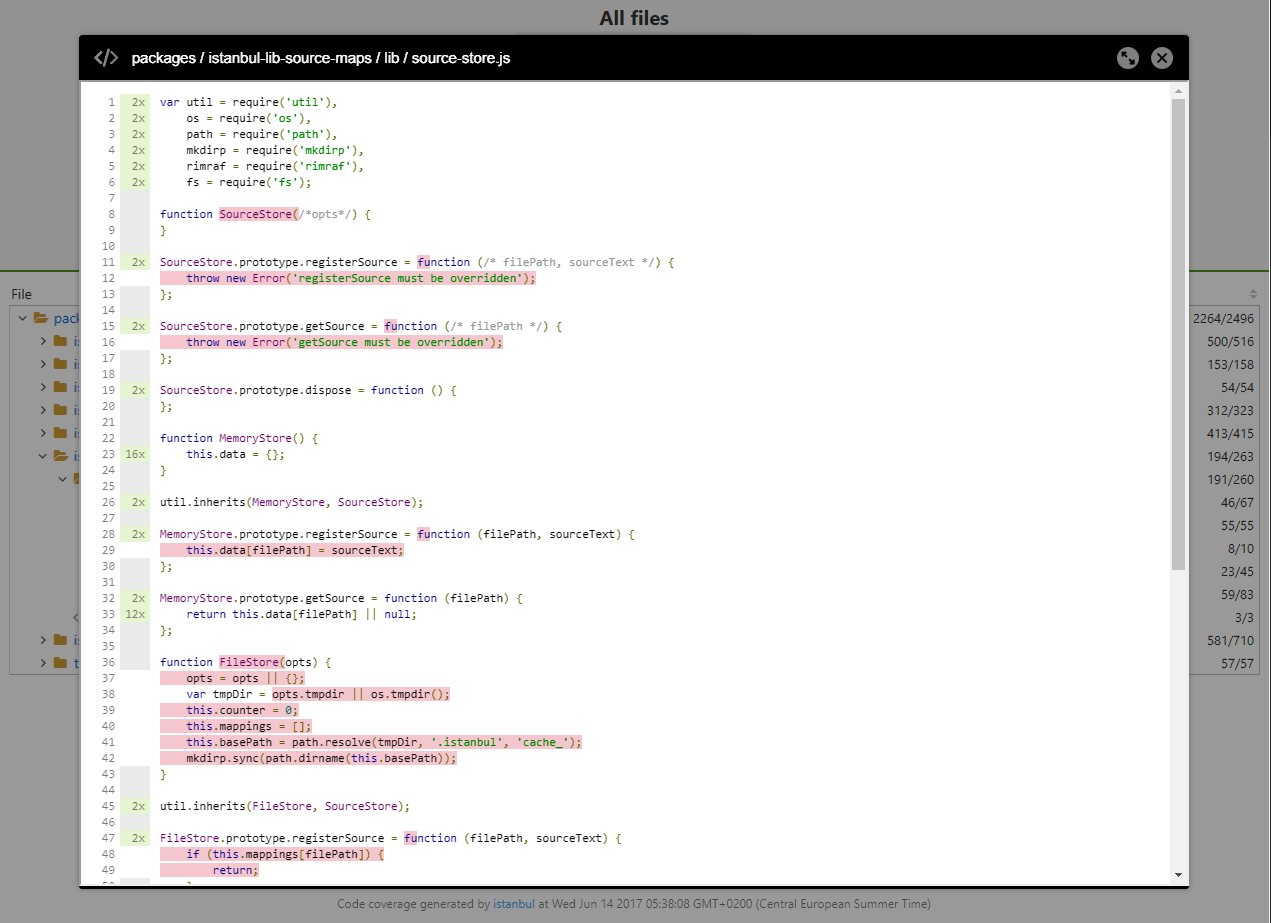 All files
</> packages / istanbul-lib-source-maps / lib / source-store.js
1 2x var util = require('util'),
2 2x os = require('os'),
3 2x path = require('path'),
4 2x mkdirp = require('mkdirp'),
5 2x rimraf = require('rimraf'),
6 2x fs = require('fs');
7
8 function SourceStore(/*opts*/) {
9 }
10
11 2x SourceStore.prototype.registerSource = function (/* filePath, sourceText */) {
12 throw new Error('registerSource must be overridden');
13 };
14
15 2x SourceStore.prototype.getSource = function (/* filePath */) {
16 throw new Error('getSource must be overridden');
17 };
18
19 2x SourceStore.prototype.dispose = function () {
20 };
21
22 function MemoryStore() {
23 16x this.data = {};
24 }
25
26 2x util.inherits(MemoryStore, SourceStore);
27
28 2x MemoryStore.prototype.registerSource = function (filePath, sourceText) {
29 this.data[filePath] = sourceText;
30 };
31
32 2x MemoryStore.prototype.getSource = function (filePath) {
33 12x return this.data[filePath] || null;
34 };
35
36 function FileStore(opts) {
37 opts = opts || {};
38 var tmpDir = opts.tmpdir || os.tmpdir();
39 this.counter = 0;
40 this.mappings = [];
41 this.basePath = path.resolve(tmpDir, '.istanbul', 'cache_');
42 mkdirp.sync(path.dirname(this.basePath));
43 }
44
45 2x util.inherits(FileStore, SourceStore);
46
47 2x FileStore.prototype.registerSource = function (filePath, sourceText) {
48 if (this.mappings[filePath]) {
49 return;
File
pack
2264/2496
500/516
153/158
54/54
312/323
413/415
194/263
191/260
46/67
55/55
8/10
23/45
59/83
3/3
581/710
57/57
Code coverage generated by istanbul at Wed Jun 14 2017 05:38:08 GMT+0200 (Central European Summer Time)